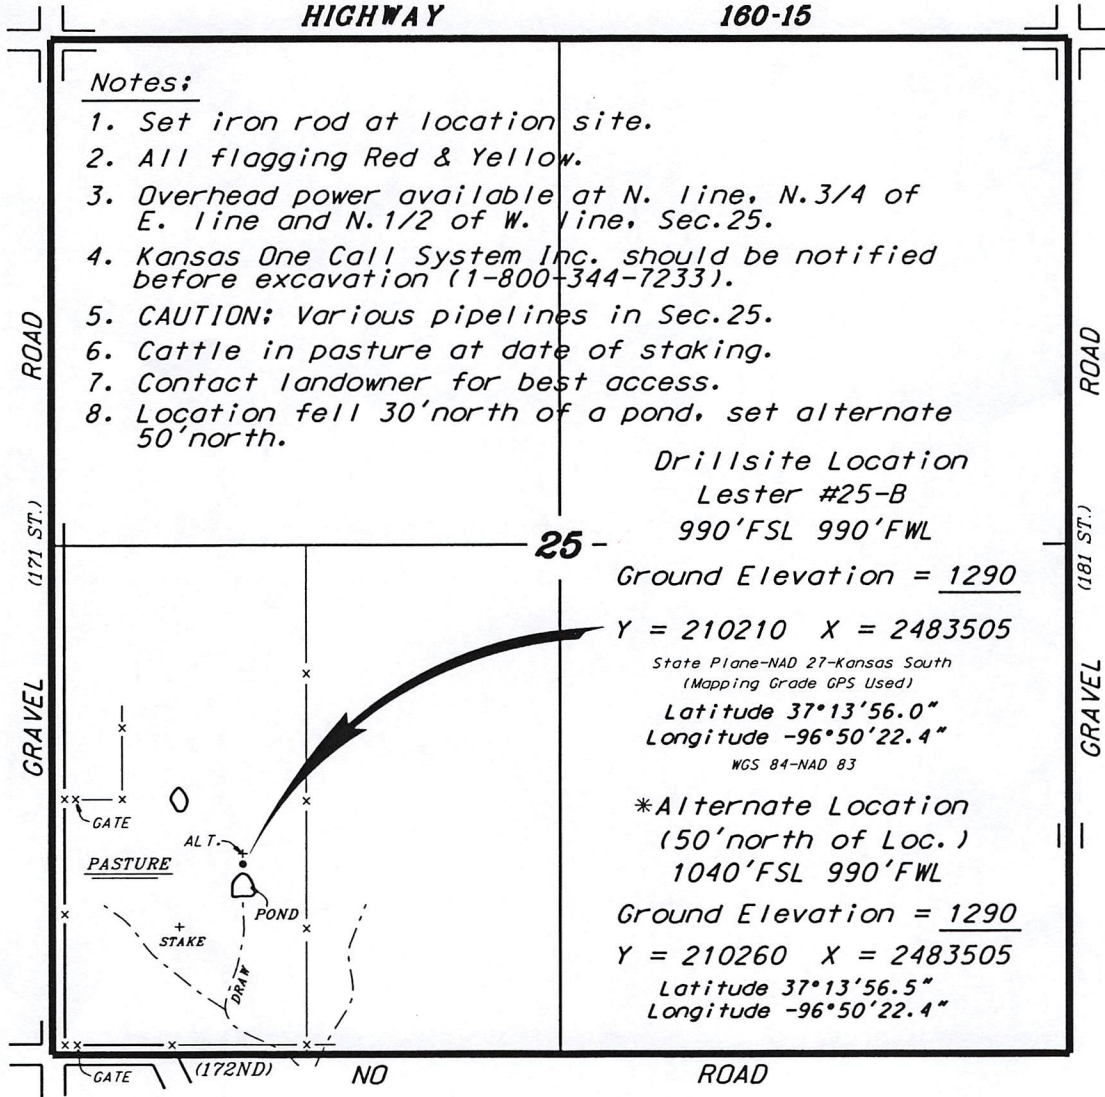 HIGHWAY 160-15
Notes:
1. Set iron rod at location site.
2. All flagging Red & Yellow.
3. Overhead power available at N. line, N.3/4 of
E. line and N.1/2 of W. line, Sec.25.
4. Kansas One Call System Inc. should be notified
before excavation (1-800-344-7233).
5. CAUTION: Various pipelines in Sec.25.
6. Cattle in pasture at date of staking.
7. Contact landowner for best access.
8. Location fell 30'north of a pond, set alternate
50'north.
GRAVEL (171 ST.) ROAD
GRAVEL (181 ST.) ROAD
Drillsite Location
Lester #25-B
990'FSL 990'FWL
25
Ground Elevation = 1290
Y = 210210 X = 2483505
State Plane-NAD 27-Kansas South
(Mapping Grade GPS Used)
Latitude 37°13'56.0"
Longitude -96°50'22.4"
WGS 84-NAD 83
*Alternate Location
(50'north of Loc.)
1040'FSL 990'FWL
Ground Elevation = 1290
Y = 210260 X = 2483505
Latitude 37°13'56.5"
Longitude -96°50'22.4"
GATE
ALT.
PASTURE
POND
STAKE
DRAW
GATE
(172ND) NO ROAD